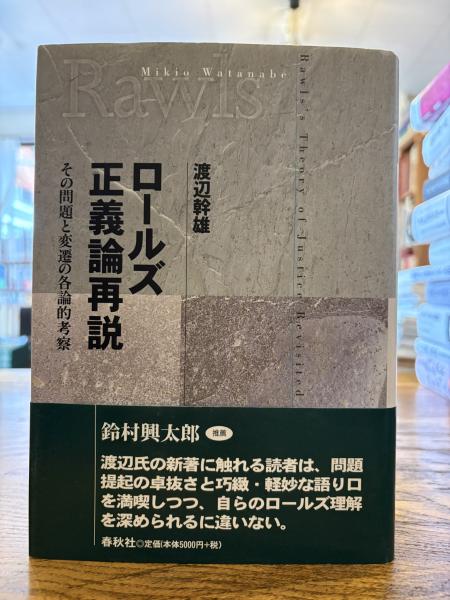 Rawls
Mikio Watanabe
Rawls's Theory of Justice Revisited
渡辺幹雄
ロールズ
正義論再説
その問題と変遷の各論的考察
鈴村興太郎 推薦
渡辺氏の新著に触れる読者は、問題
提起の卓抜さと巧緻・軽妙な語り口
を満喫しつつ、自らのロールズ理解
を深められるに違いない。
春秋社◎定価(本体5000円+税)